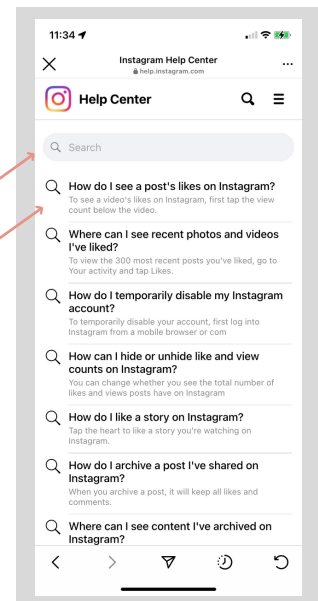 11:34
Instagram Help Center
help.instagram.com
Help Center
Search
How do I see a post's likes on Instagram?
To see a video's likes on Instagram, first tap the view
count below the video.
Where can I see recent photos and videos
I've liked?
To view the 300 most recent posts you've liked, go to
Your activity and tap Likes.
How do I temporarily disable my Instagram
account?
To temporarily disable your account, first log into
Instagram from a mobile browser or com
How can I hide or unhide like and view
counts on Instagram?
You can change whether you see the total number of
likes and views posts have on Instagram
How do I like a story on Instagram?
Tap the heart to like a story you're watching on
Instagram.
How do I archive a post I've shared on
Instagram?
When you archive a post, it will keep all likes and
comments.
Where can I see content I've archived on
Instagram?